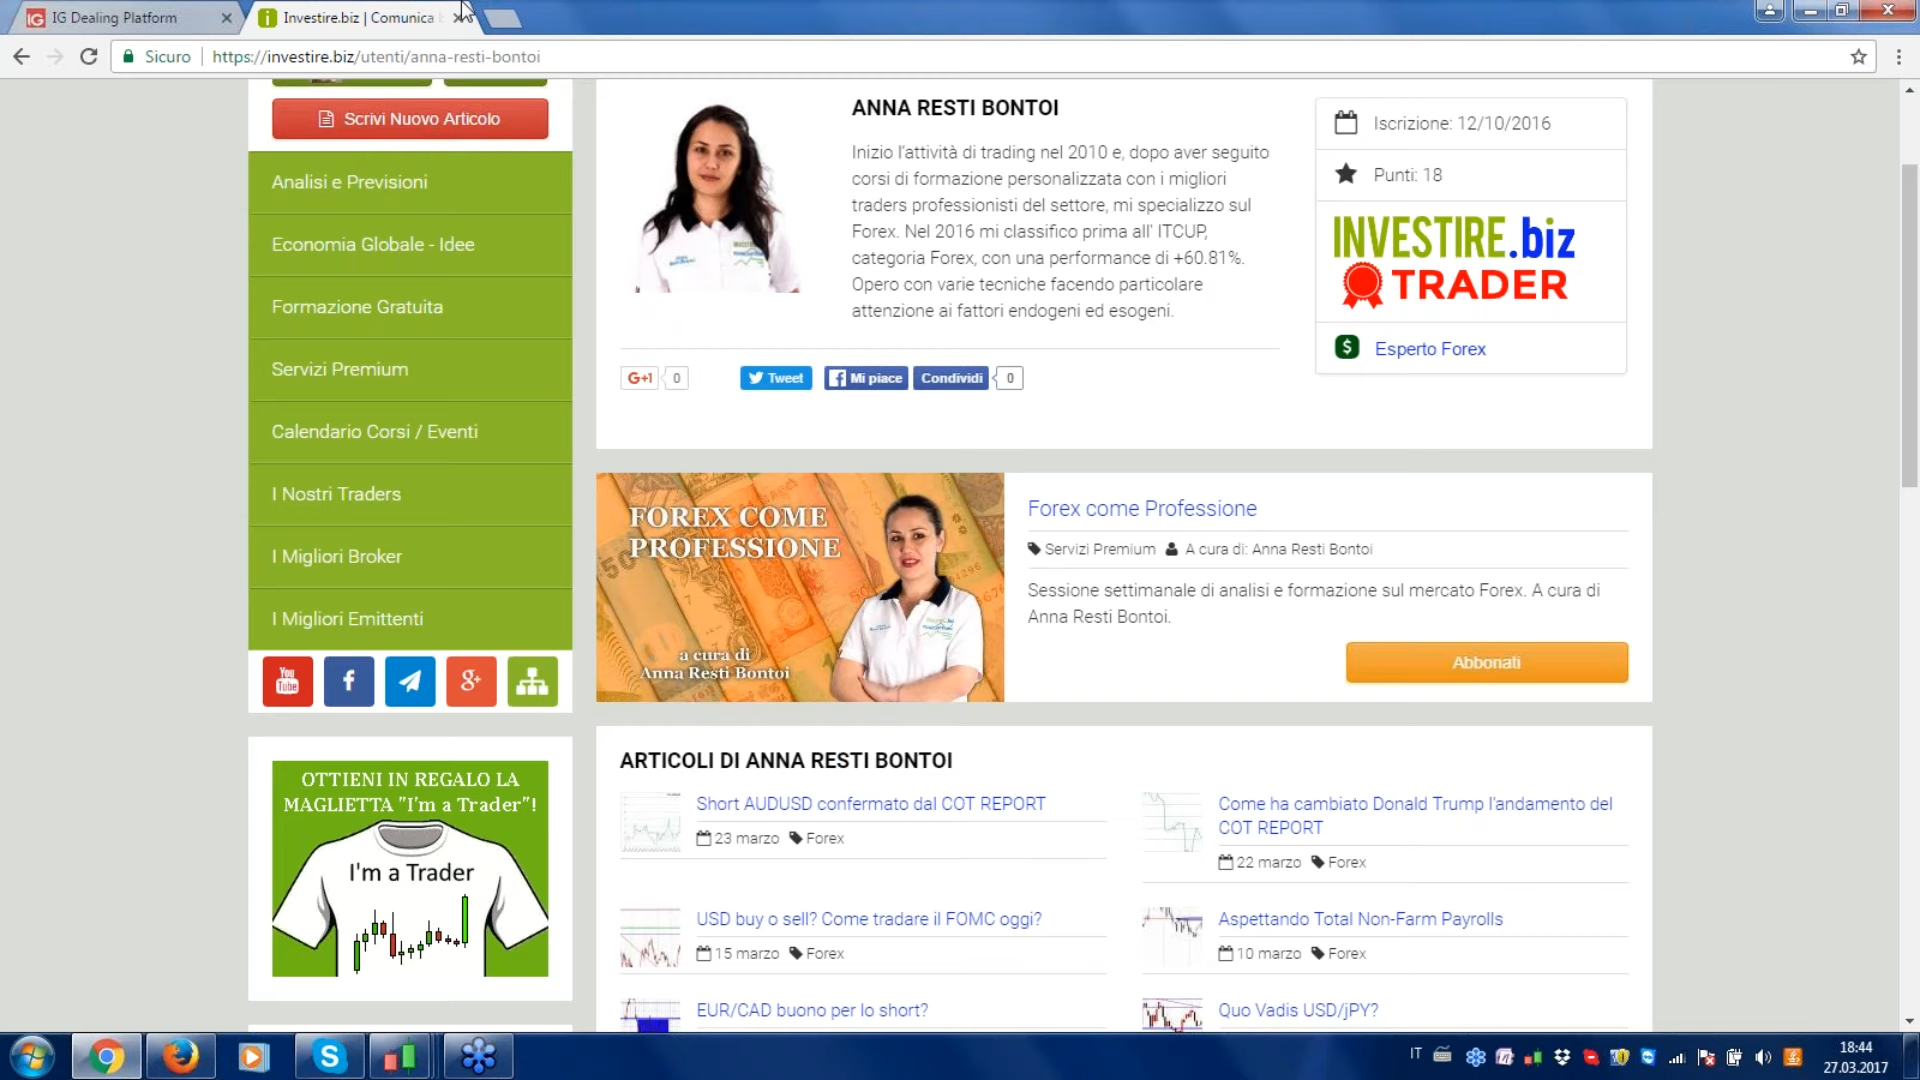 IG Dealing Platform
Investire.biz | Comunica
Sicuro
https://investire.biz/utenti/anna-resti-bontoi
Scrivi Nuovo Articolo
Analisi e Previsioni
Economia Globale - Idee
Formazione Gratuita
Servizi Premium
Calendario Corsi / Eventi
I Nostri Traders
I Migliori Broker
I Migliori Emittenti
You
Tube
OTTIENI IN REGALO LA
MAGLIETTA "I'm a Trader"!
I'm a Trader
ANNA RESTI BONTOI
Inizio l'attività di trading nel 2010 e, dopo aver seguito
corsi di formazione personalizzata con i migliori
traders professionisti del settore, mi specializzo sul
Forex. Nel 2016 mi classifico prima all' ITCUP,
categoria Forex, con una performance di +60.81%.
Opero con varie tecniche facendo particolare
attenzione ai fattori endogeni ed esogeni.
G+1 0
Tweet
Mi piace
Condividi
0
Iscrizione: 12/10/2016
Punti: 18
INVESTIRE.biz
TRADER
Esperto Forex
FOREX COME
PROFESSIONE
a cura di
Anna Resti Bontoi
Forex come Professione
Servizi Premium A cura di: Anna Resti Bontoi
Sessione settimanale di analisi e formazione sul mercato Forex. A cura di
Anna Resti Bontoi.
Abbonati
ARTICOLI DI ANNA RESTI BONTOI
Short AUDUSD confermato dal COT REPORT
23 marzo Forex
Come ha cambiato Donald Trump l'andamento del
COT REPORT
22 marzo Forex
USD buy o sell? Come tradare il FOMC oggi?
15 marzo Forex
Aspettando Total Non-Farm Payrolls
10 marzo Forex
EUR/CAD buono per lo short?
Quo Vadis USD/jPY?
IT
18:44
27.03.2017